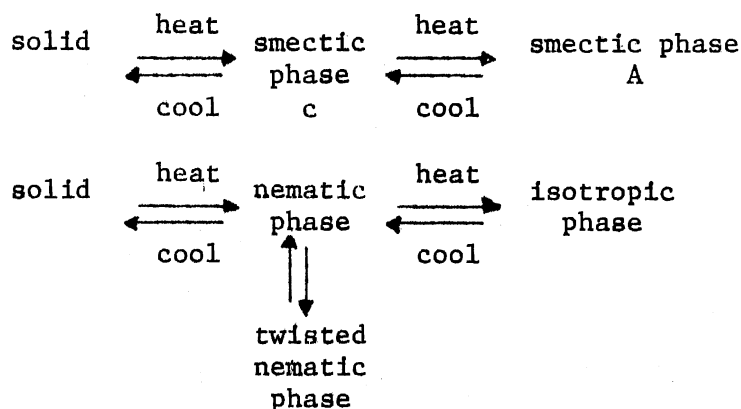 heat heat
solid smectic smectic phase
phase A
cool c cool
heat heat
solid nematic isotropic
phase phase
cool cool
twisted
nematic
phase